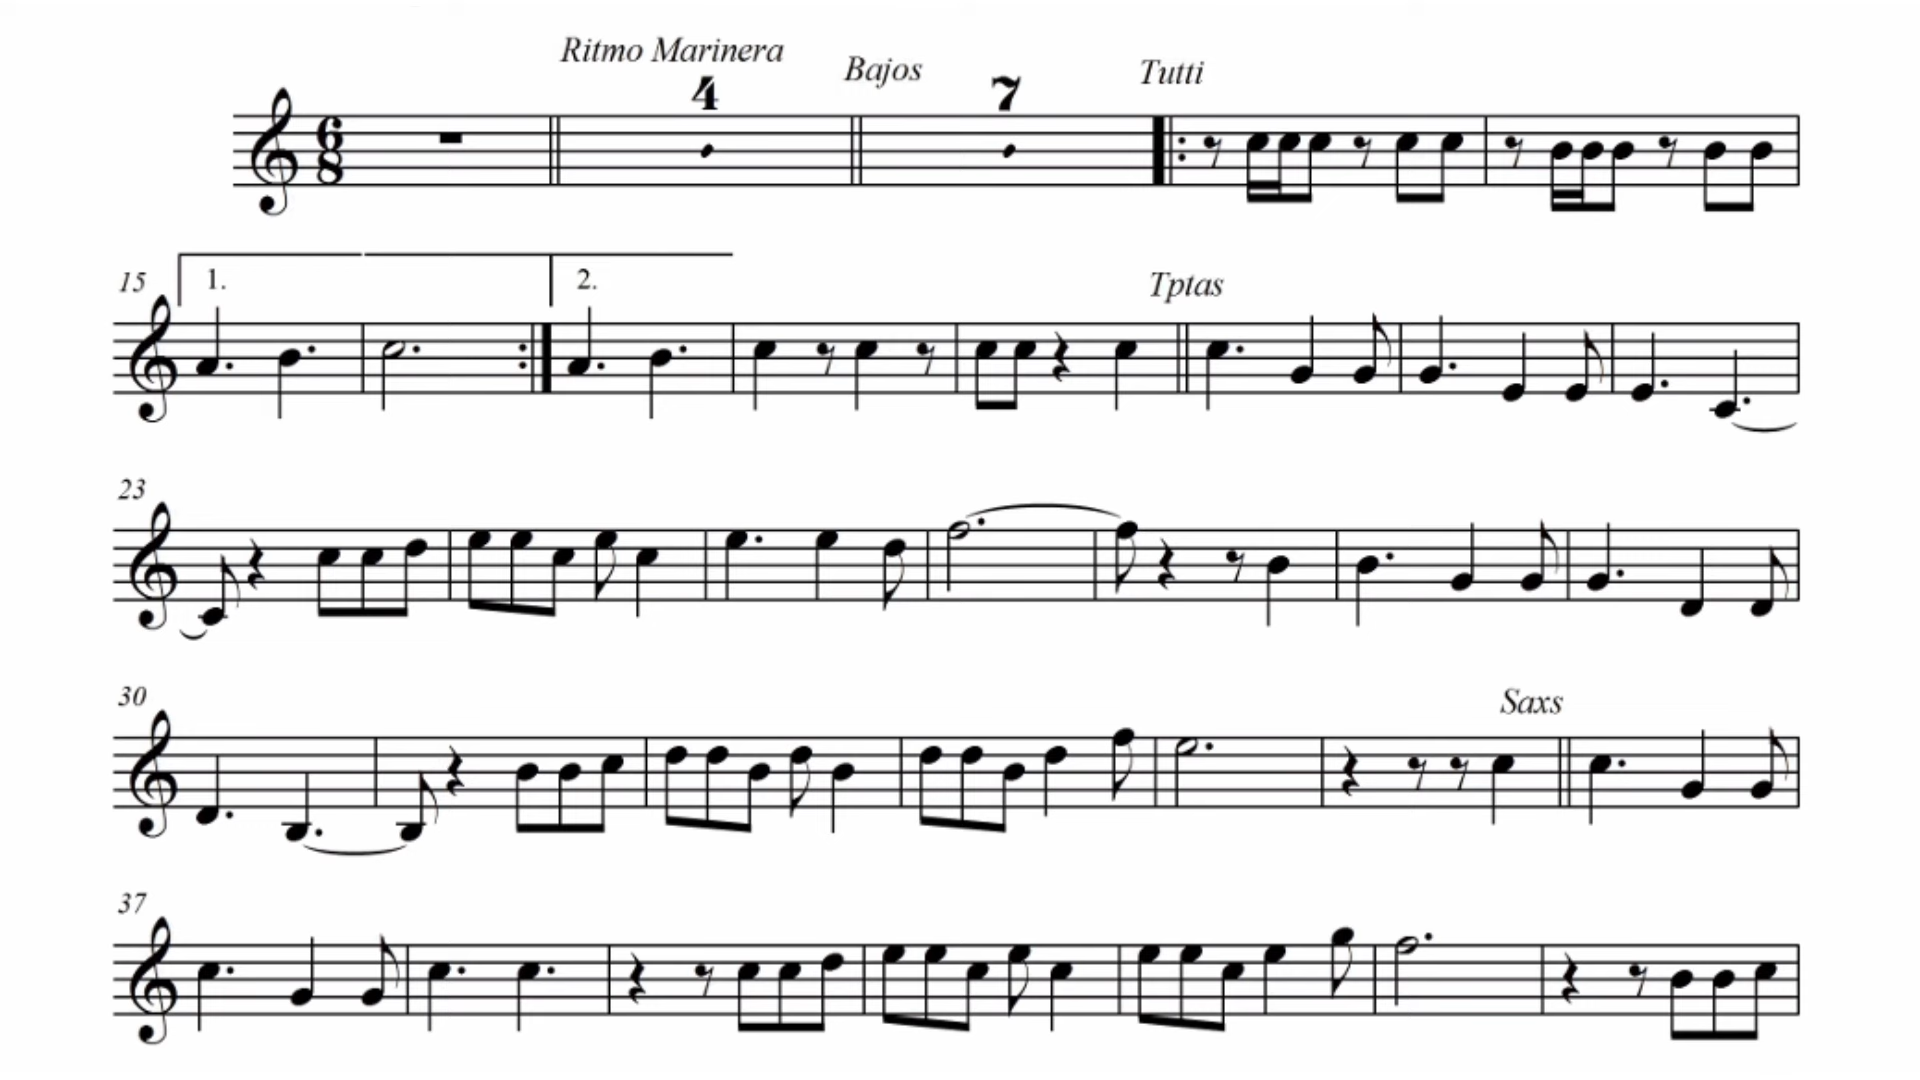 Ritmo Marinera
Bajos
Tutti
6
8
4
7
15
1.
2.
Tptas
23
30
Saxs
37